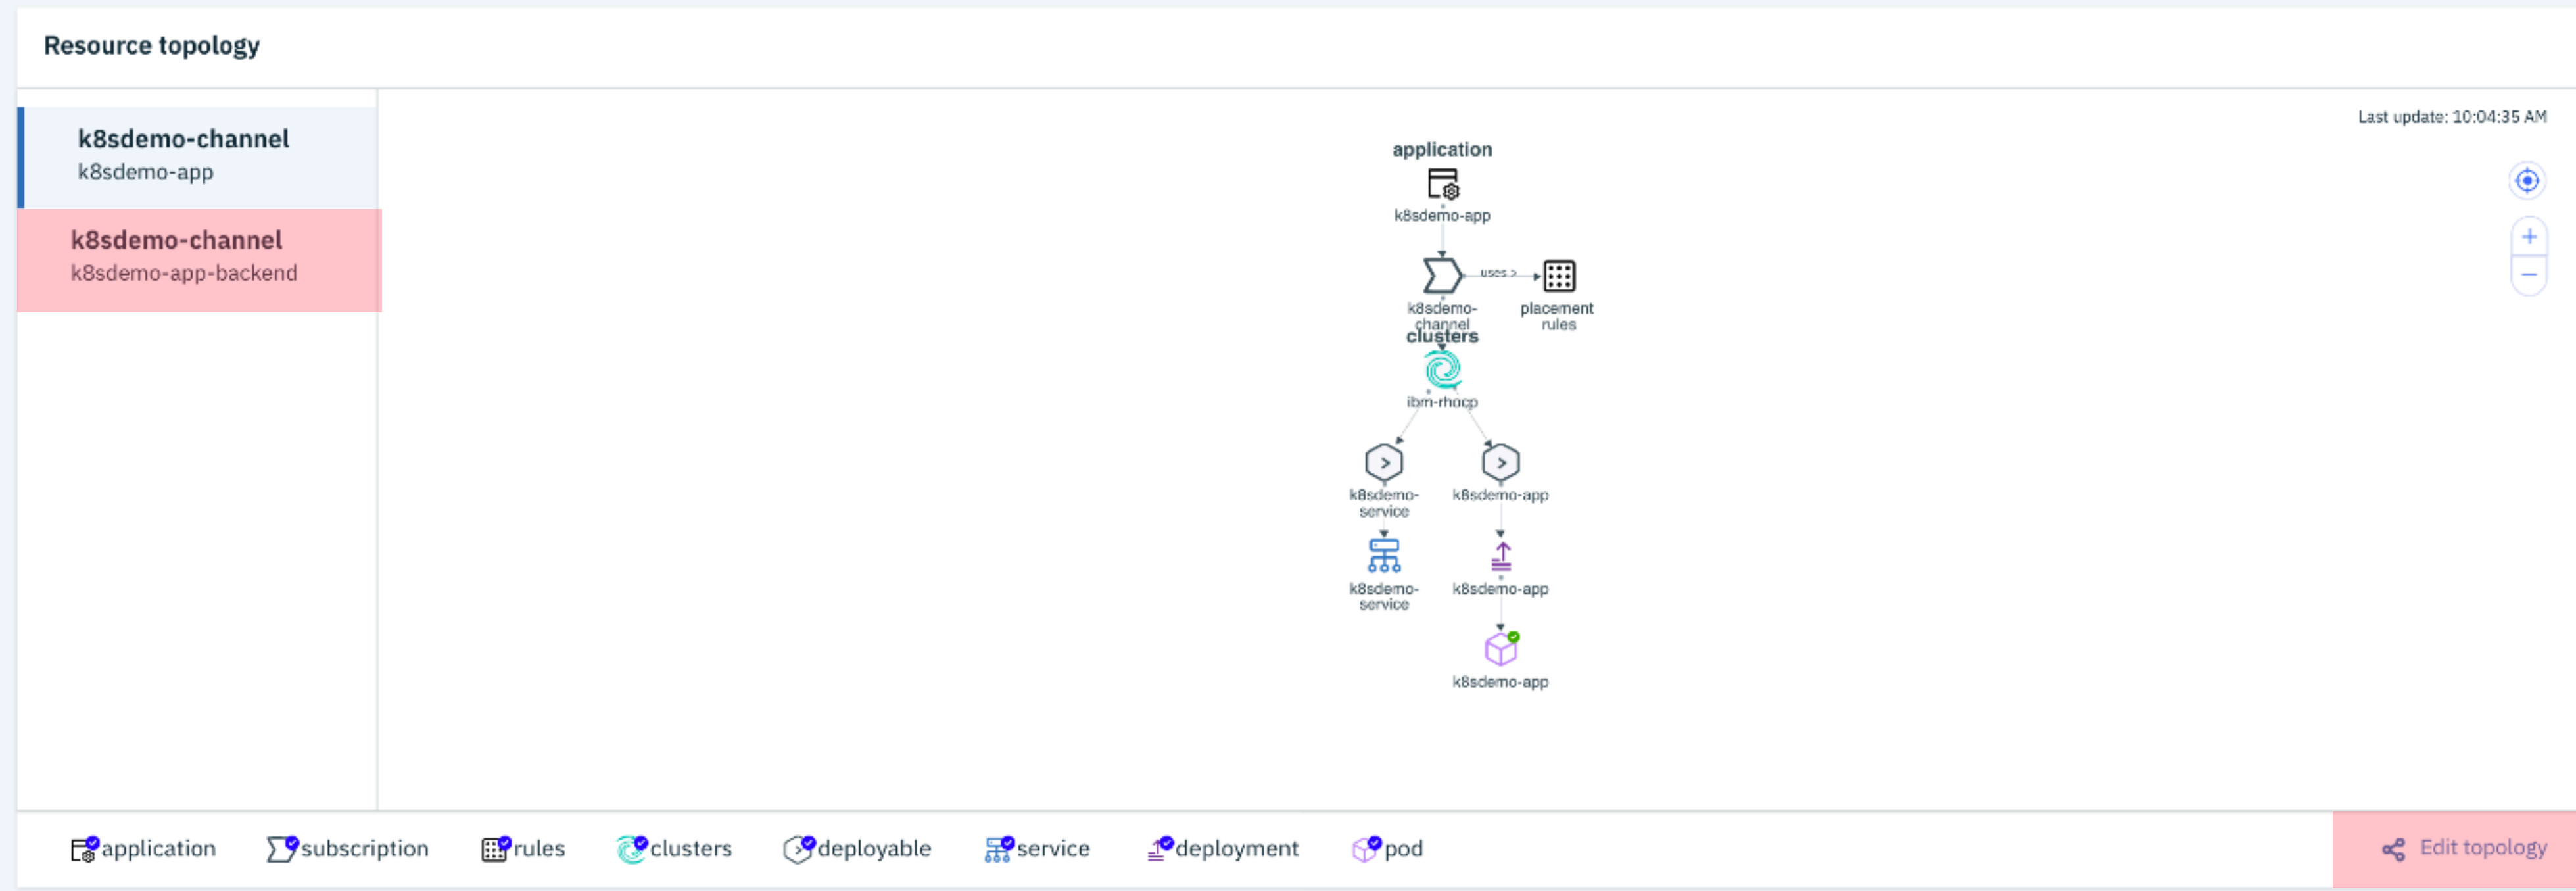 Resource topology
k8sdemo-channel
k8sdemo-app
k8sdemo-channel
k8sdemo-app-backend
Last update: 10:04:35 AM
application
k8sdemo-app
uses >
k8sdemo-
channel
placement
rules
clusters
ibm-rhocp
k8sdemo-
service
k8sdemo-app
k8sdemo-
service
k8sdemo-app
k8sdemo-app
application
subscription
rules
clusters
deployable
service
deployment
pod
Edit topology